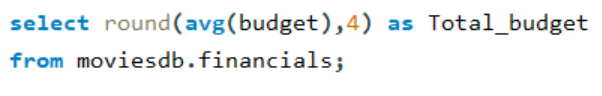 select round(avg(budget),4) as Total_budget
from moviesdb.financials;